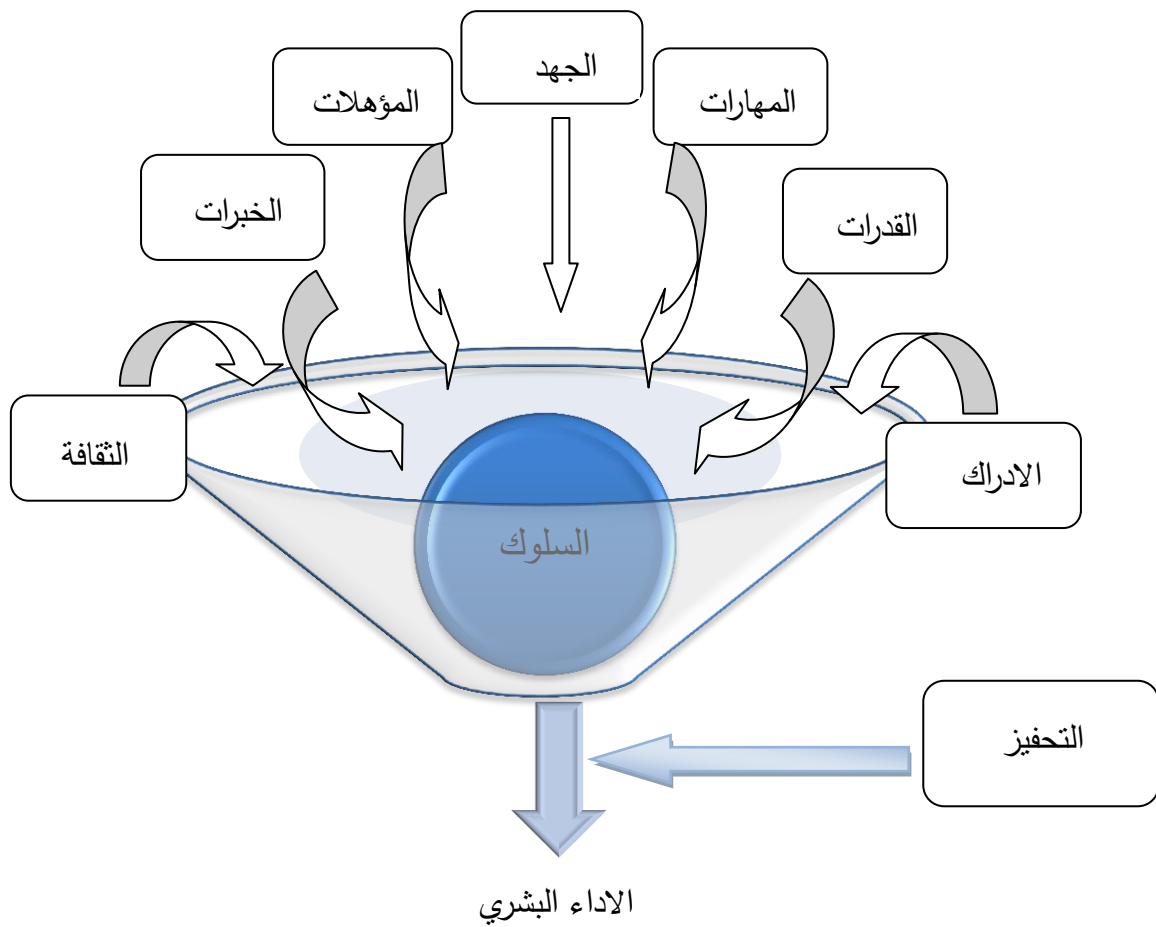 الجهد
المهارات
المؤهلات
الخبرات
القدرات
الثقافة
الادراك
السلوك
التحفيز
الاداء البشري